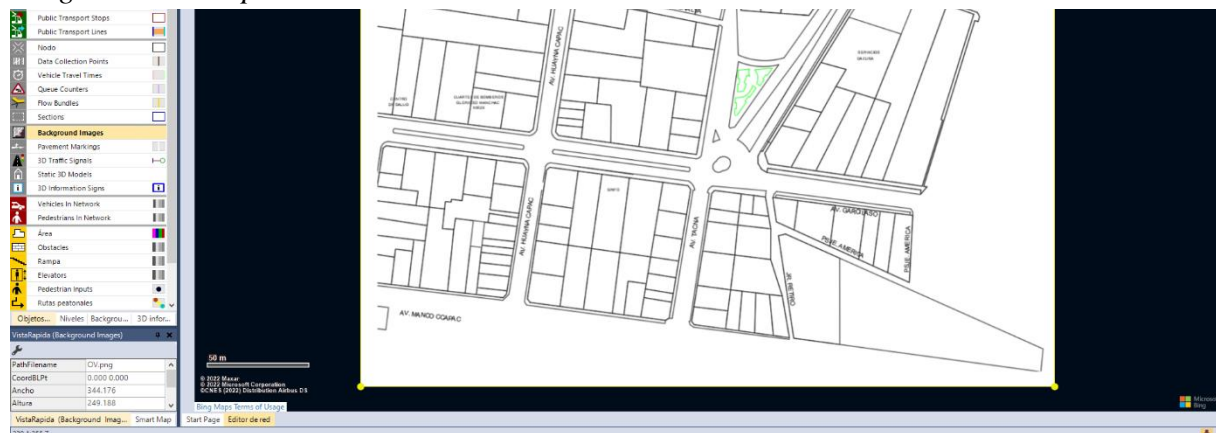 Public Transport Stops
Public Transport Lines
Nodo
Data Collection Points
Vehicle Travel Times
Queue Counters
Flow Bundles
Sections
Background Images
Pavement Markings
3D Traffic Signals
Static 3D Models
3D Information Signs
Vehicles In Network
Pedestrians In Network
Área
Obstacles
Rampa
Elevators
Pedestrian Inputs
Rutas peatonales
Objetos... Niveles Backgrou... 3D infor...
VistaRapida (Background Images)
PathFilename OV.png
CoordBLPt 0.000 0.000
Ancho 344.176
Altura 249.188
VistaRapida (Background Imag... Smart Map
AV. HUAYNA CAPAC
CENTRO
DE SALUD
AV. HUAYNA CAPAC
AV. TACNA
AV. GARCILASO
PSJE. AMERICA
PSJE. AMERICA
JR. RETIRO
AV. MANCO CCAPAC
50 m
© 2022 Maxar
© 2022 Microsoft Corporation
©CNES (2022) Distribution Airbus DS
Bing Maps Terms of Usage
Start Page Editor de red
Microsoft
Bing